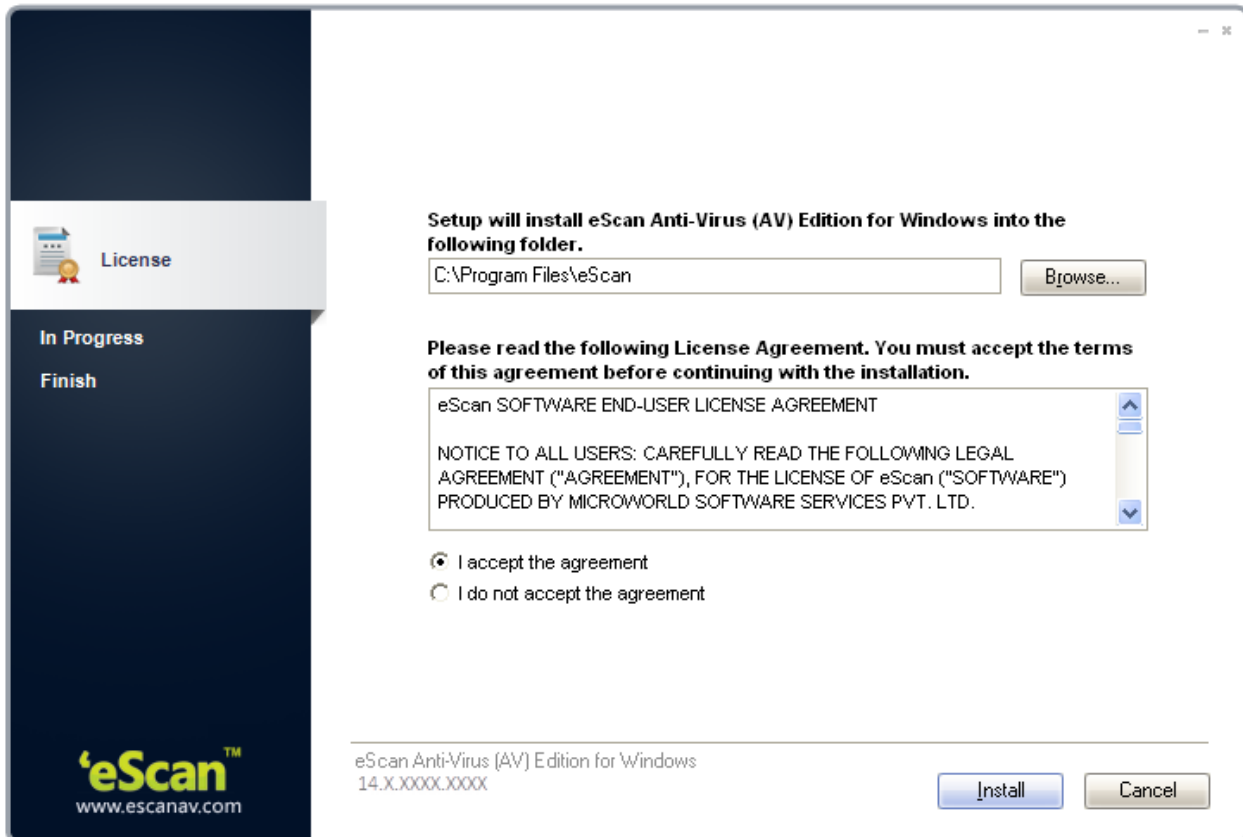 License
In Progress
Finish
Setup will install eScan Anti-Virus (AV) Edition for Windows into the
following folder.
C:\Program Files\eScan
Browse...
Please read the following License Agreement. You must accept the terms
of this agreement before continuing with the installation.
eScan SOFTWARE END-USER LICENSE AGREEMENT
NOTICE TO ALL USERS: CAREFULLY READ THE FOLLOWING LEGAL
AGREEMENT ("AGREEMENT"), FOR THE LICENSE OF eScan ("SOFTWARE")
PRODUCED BY MICROWORLD SOFTWARE SERVICES PVT. LTD.
I accept the agreement
I do not accept the agreement
'eScan™
www.escanav.com
eScan Anti-Virus (AV) Edition for Windows
14.X.XXXX.XXXX
Install
Cancel